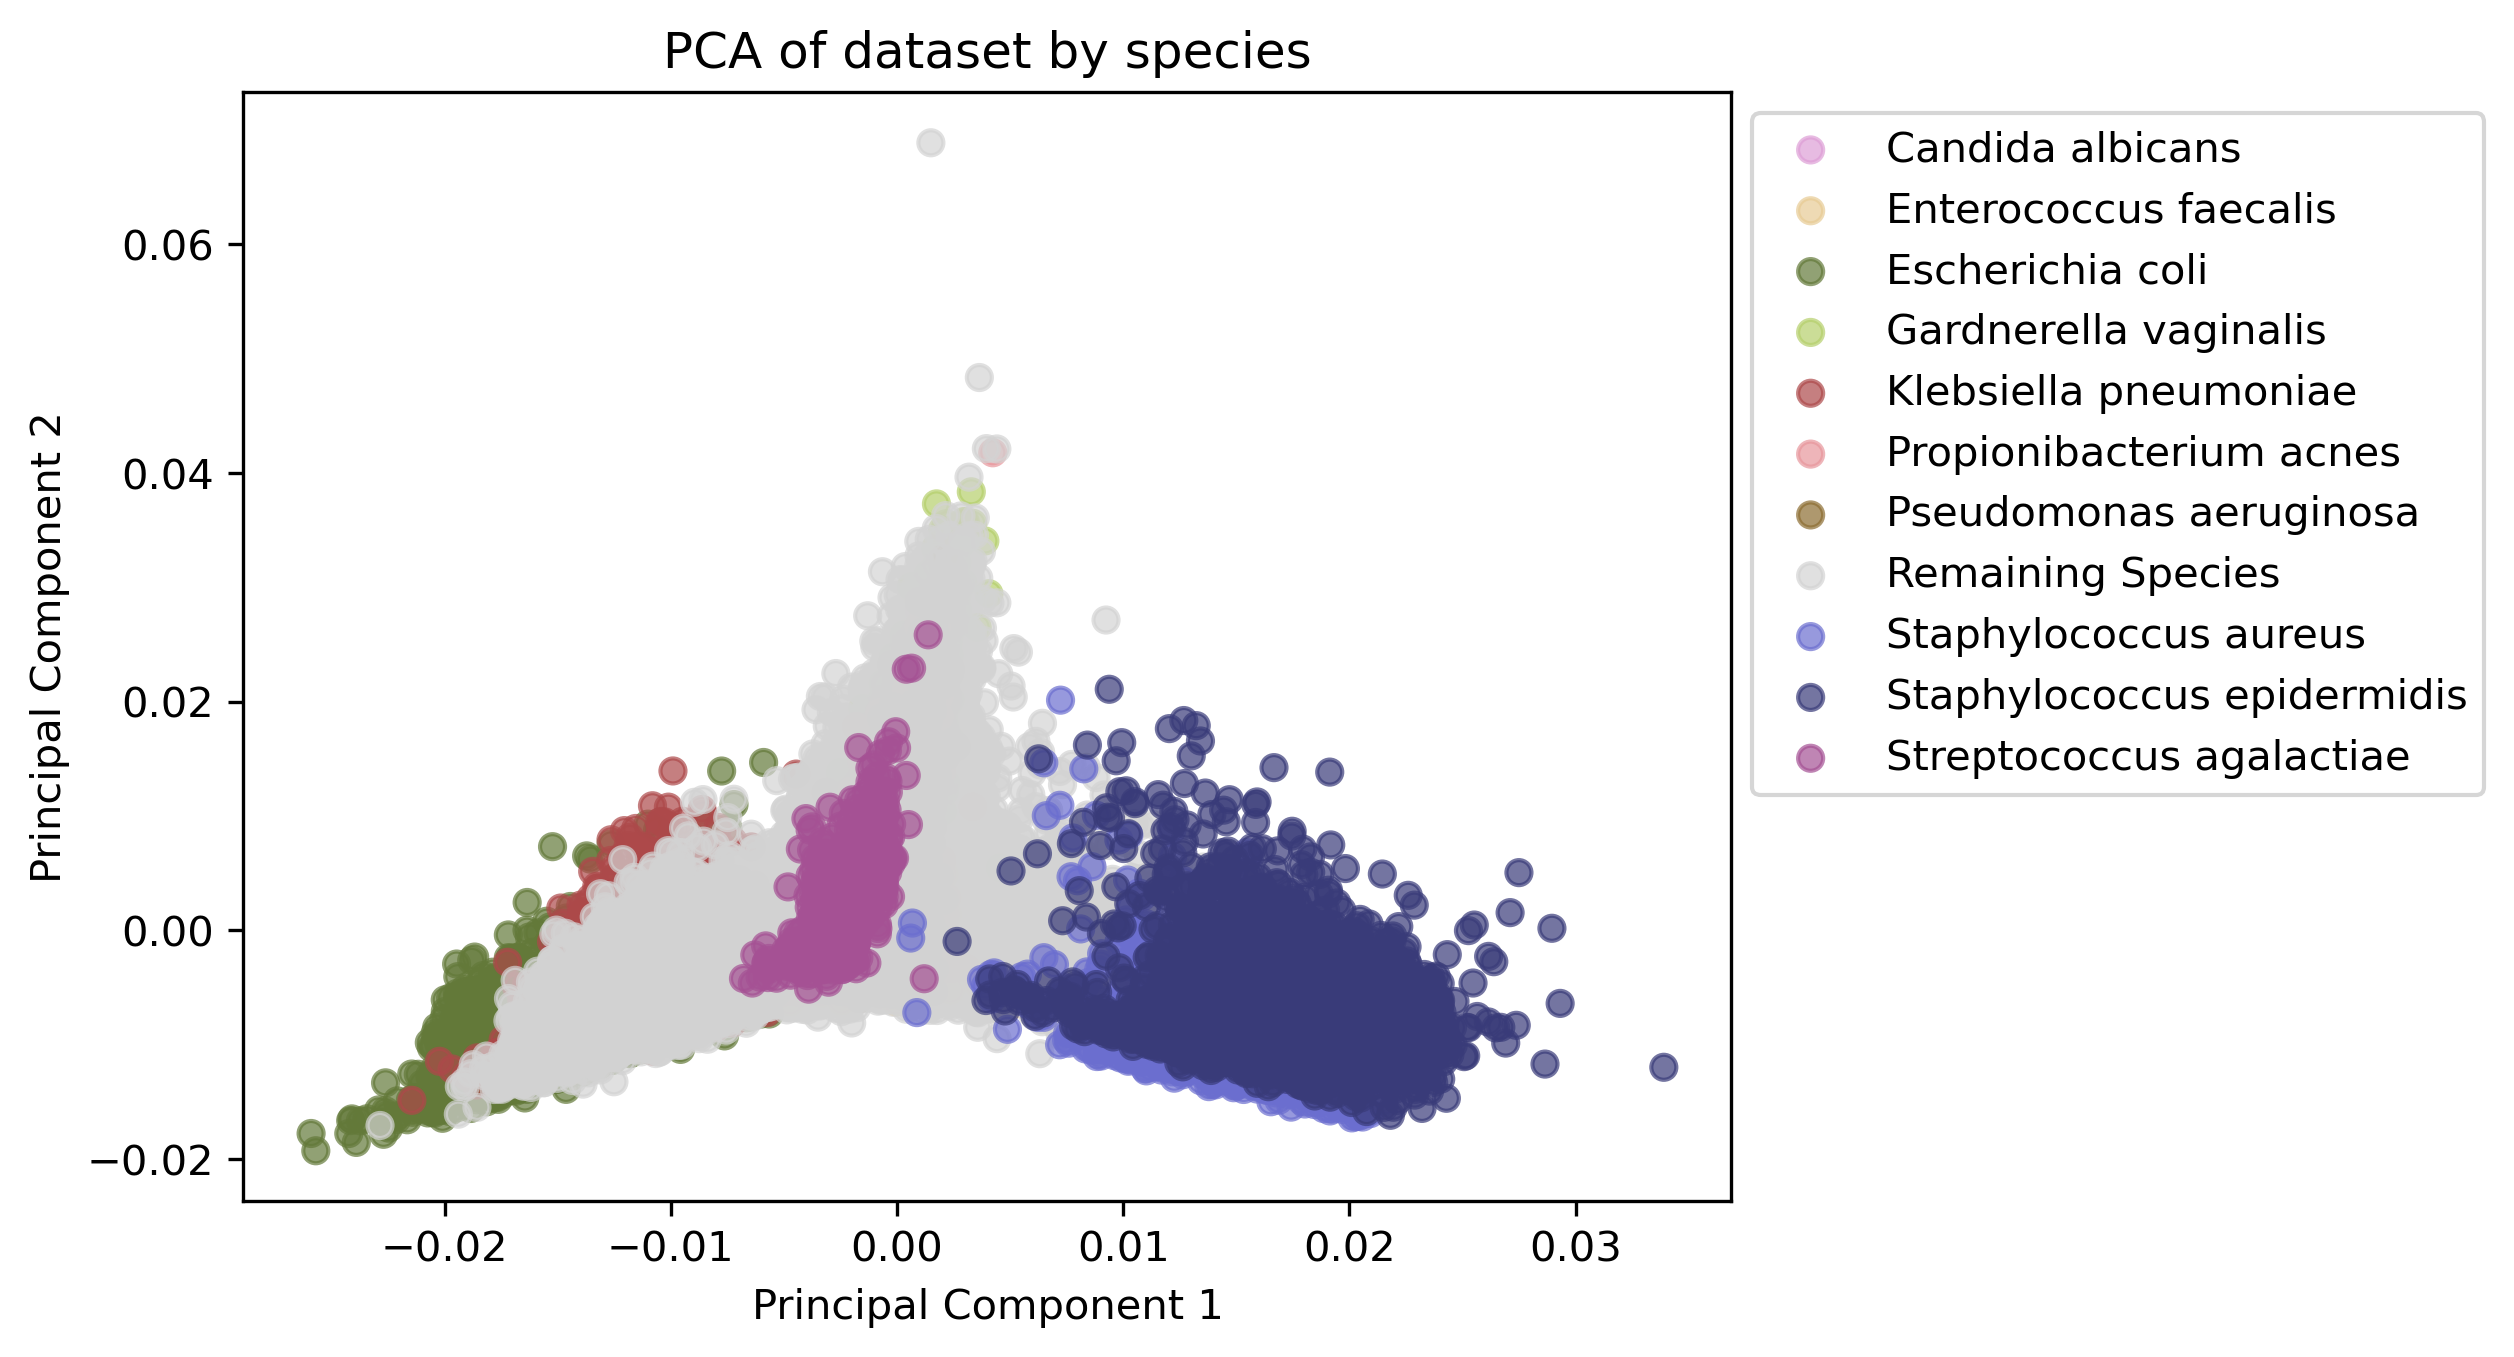 PCA of dataset by species
Principal Component 2
0.06
0.04
0.02
0.00
−0.02
−0.02
−0.01
0.00
0.01
0.02
0.03
Principal Component 1
Candida albicans
Enterococcus faecalis
Escherichia coli
Gardnerella vaginalis
Klebsiella pneumoniae
Propionibacterium acnes
Pseudomonas aeruginosa
Remaining Species
Staphylococcus aureus
Staphylococcus epidermidis
Streptococcus agalactiae